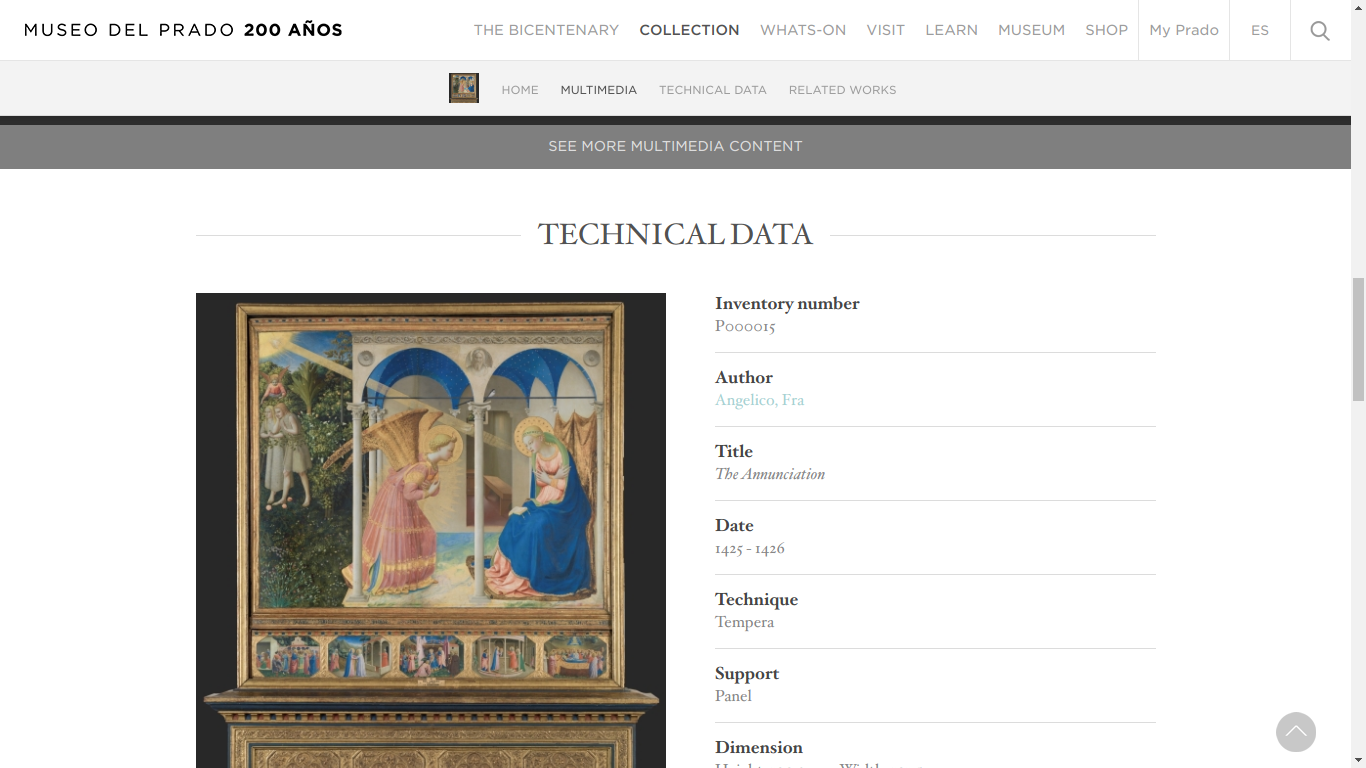 MUSEO DEL PRADO 200 AÑOS
THE BICENTENARY COLLECTION WHATS-ON VISIT LEARN MUSEUM SHOP My Prado ES
HOME MULTIMEDIA TECHNICAL DATA RELATED WORKS
SEE MORE MULTIMEDIA CONTENT
TECHNICAL DATA
Inventory number
P000015
Author
Angelico, Fra
Title
The Annunciation
Date
1425 - 1426
Technique
Tempera
Support
Panel
Dimension